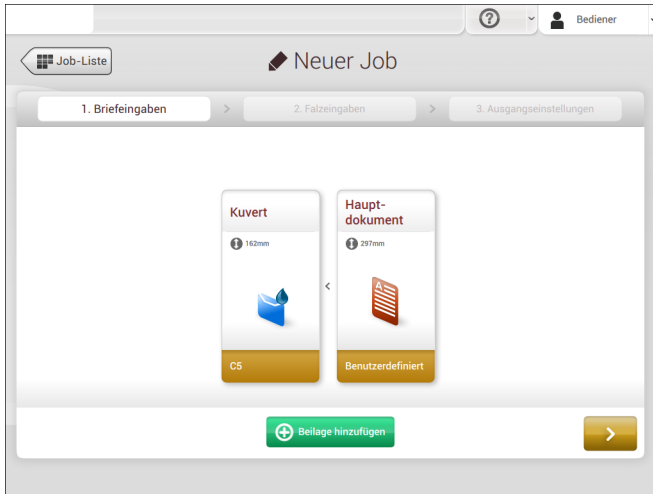 Bediener
Job-Liste
Neuer Job
1. Briefeingaben > 2. Falzeingaben > 3. Ausgangseinstellungen
Kuvert
162mm
C5
<
Haupt-
dokument
297mm
A
Benutzerdefiniert
Beilage hinzufügen